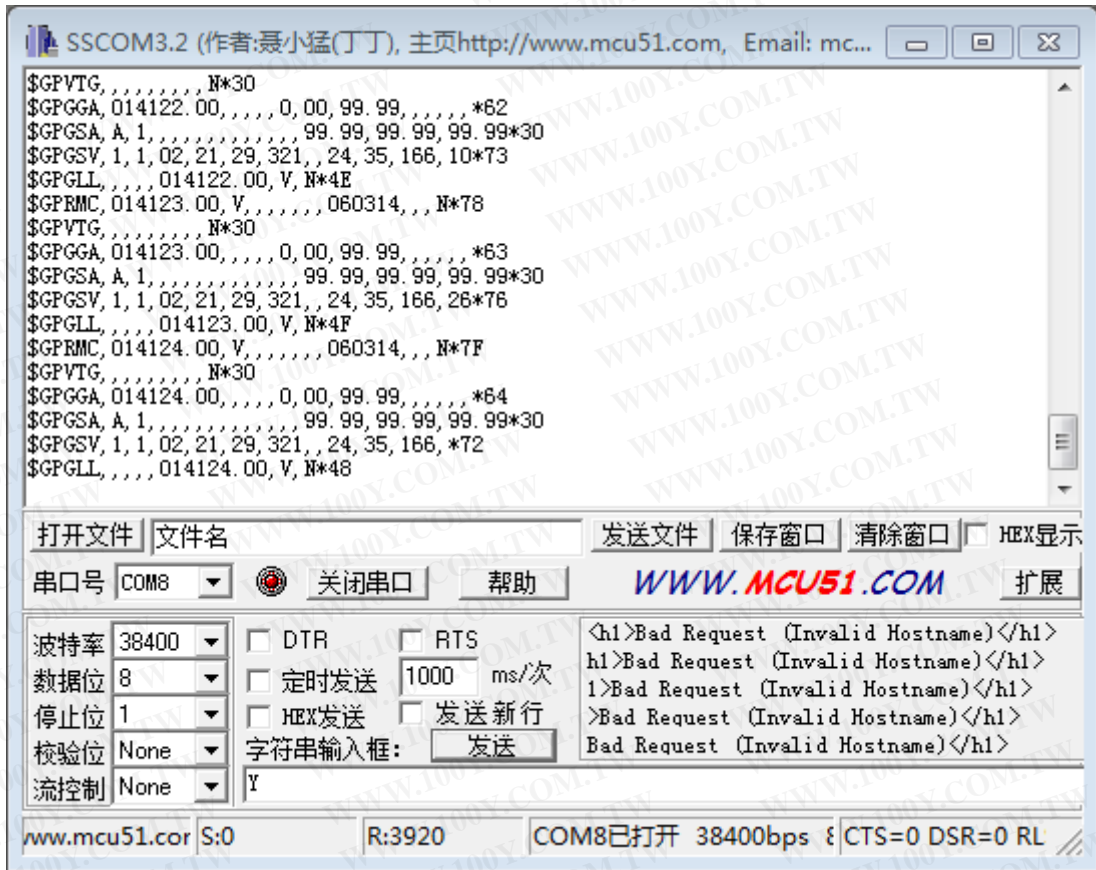 SSCOM3.2 (作者:聂小猛(丁丁), 主页http://www.mcu51.com, Email: mc...
$GPVTG,,,,,,,,,N*30
$GPGGA,014122.00,,,,,0,00,99.99,,,,,,*62
$GPGSA,A,1,,,,,,,,,,,,,99.99,99.99,99.99*30
$GPGSV,1,1,02,21,29,321,,24,35,166,10*73
$GPGLL,,,,,014122.00,V,N*4E
$GPRMC,014123.00,V,,,,,,,060314,,,N*78
$GPVTG,,,,,,,,,N*30
$GPGGA,014123.00,,,,,0,00,99.99,,,,,,*63
$GPGSA,A,1,,,,,,,,,,,,,99.99,99.99,99.99*30
$GPGSV,1,1,02,21,29,321,,24,35,166,26*76
$GPGLL,,,,,014123.00,V,N*4F
$GPRMC,014124.00,V,,,,,,,060314,,,N*7F
$GPVTG,,,,,,,,,N*30
$GPGGA,014124.00,,,,,0,00,99.99,,,,,,*64
$GPGSA,A,1,,,,,,,,,,,,,99.99,99.99,99.99*30
$GPGSV,1,1,02,21,29,321,,24,35,166,*72
$GPGLL,,,,,014124.00,V,N*48
打开文件 文件名 发送文件 保存窗口 清除窗口 HEX显示
串口号 COM8 关闭串口 帮助 WWW.MCU51.COM 扩展
波特率 38400 DTR RTS
数据位 8 定时发送 1000 ms/次
停止位 1 HEX发送 发送新行
校验位 None 字符串输入框: 发送
流控制 None Y
<h1>Bad Request (Invalid Hostname)</h1>
h1>Bad Request (Invalid Hostname)</h1>
1>Bad Request (Invalid Hostname)</h1>
>Bad Request (Invalid Hostname)</h1>
Bad Request (Invalid Hostname)</h1>
www.mcu51.cor S:0 R:3920 COM8已打开 38400bps 8 CTS=0 DSR=0 RL
WWW.100Y.COM.TW